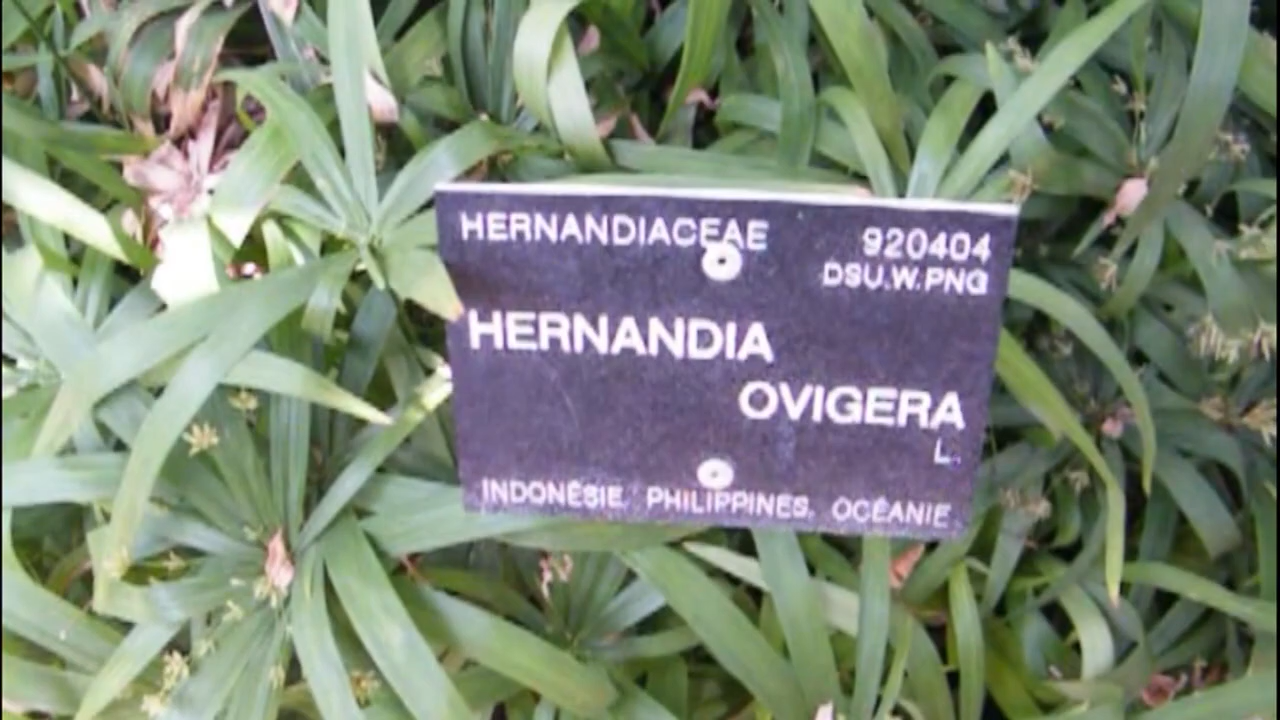 HERNANDIACEAE 920404
DSU.W.PNG
HERNANDIA
OVIGERA
L.
INDONÉSIE, PHILIPPINES, OCÉANIE